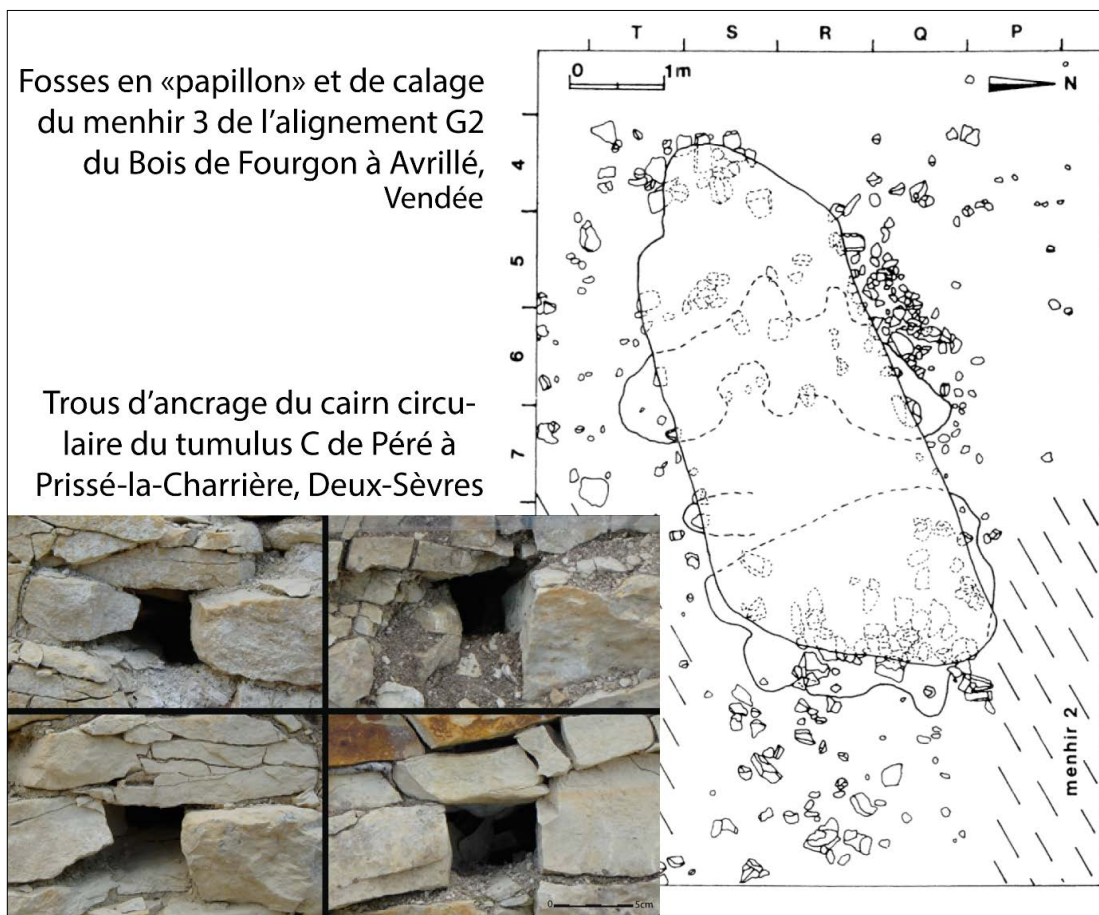 Fosses en «papillon» et de calage
du menhir 3 de l’alignement G2
du Bois de Fourgon à Avrillé,
Vendée
T S R Q P
0 1m
N
4
5
6
7
menhir 2
Trous d’ancrage du cairn circu-
laire du tumulus C de Péré à
Prissé-la-Charrière, Deux-Sèvres
0 5cm